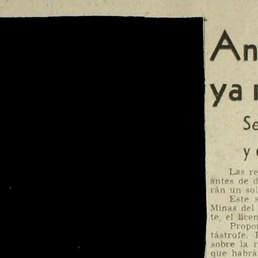 An
ya
Se
y
Las re
antes de d
rán un sol
Este s
Minas del
te, el licen
Propor
tástrofe.
sobre la r
que habrá